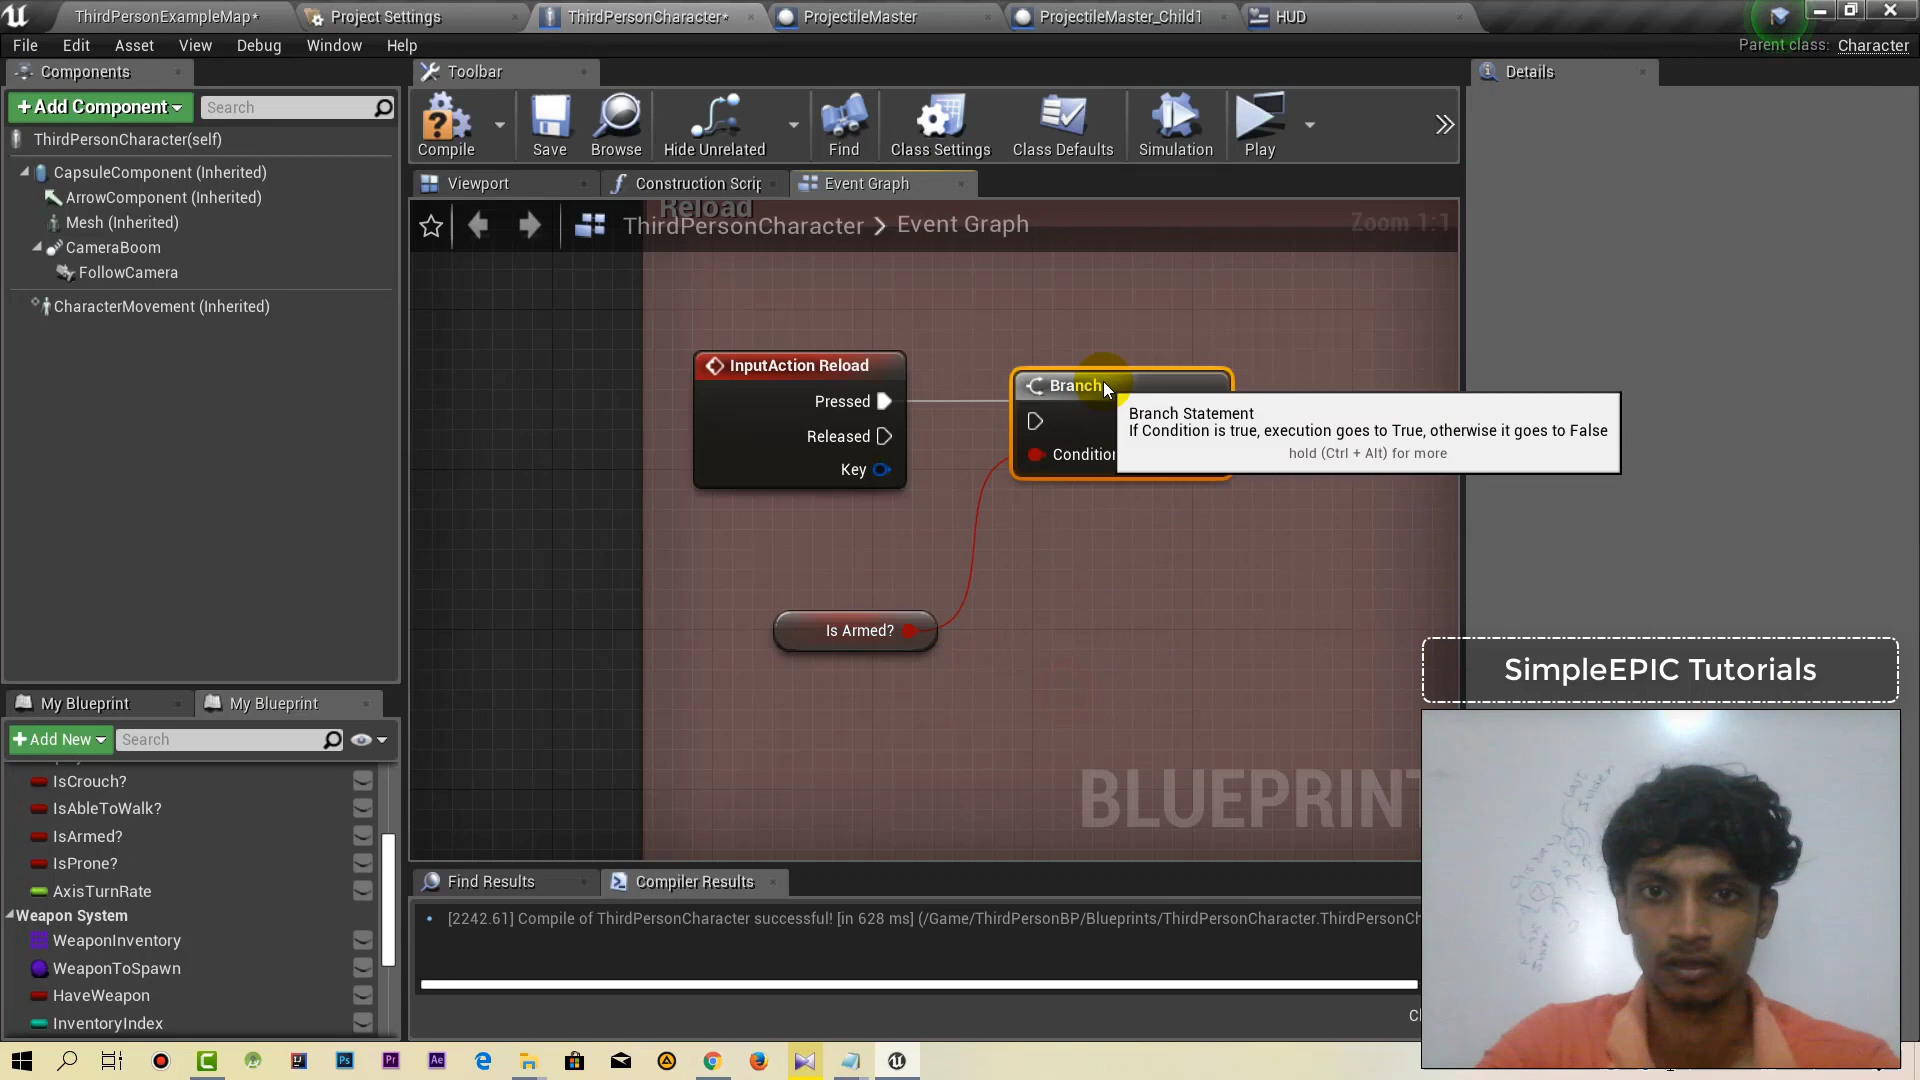 ThirdPersonExampleMap*
Project Settings
ThirdPersonCharacter*
ProjectileMaster
ProjectileMaster_Child1
HUD
File
Edit
Asset
View
Debug
Window
Help
Parent class: Character
Components
Toolbar
Details
+Add Component
Search
ThirdPersonCharacter(self)
CapsuleComponent (Inherited)
ArrowComponent (Inherited)
Mesh (Inherited)
CameraBoom
FollowCamera
CharacterMovement (Inherited)
Compile
Save
Browse
Hide Unrelated
Find
Class Settings
Class Defaults
Simulation
Play
Viewport
Construction Scrip
Event Graph
Reload
ThirdPersonCharacter > Event Graph
Zoom 1:1
InputAction Reload
Pressed
Released
Key
Branch
Condition
Branch Statement
If Condition is true, execution goes to True, otherwise it goes to False
hold (Ctrl + Alt) for more
Is Armed?
BLUEPRINT
SimpleEPIC Tutorials
My Blueprint
My Blueprint
+Add New
Search
IsCrouch?
IsAbleToWalk?
IsArmed?
IsProne?
AxisTurnRate
Weapon System
WeaponInventory
WeaponToSpawn
HaveWeapon
InventoryIndex
Find Results
Compiler Results
[2242.61] Compile of ThirdPersonCharacter successful! [in 628 ms] (/Game/ThirdPersonBP/Blueprints/ThirdPersonCharacter.ThirdPersonCh
Cl